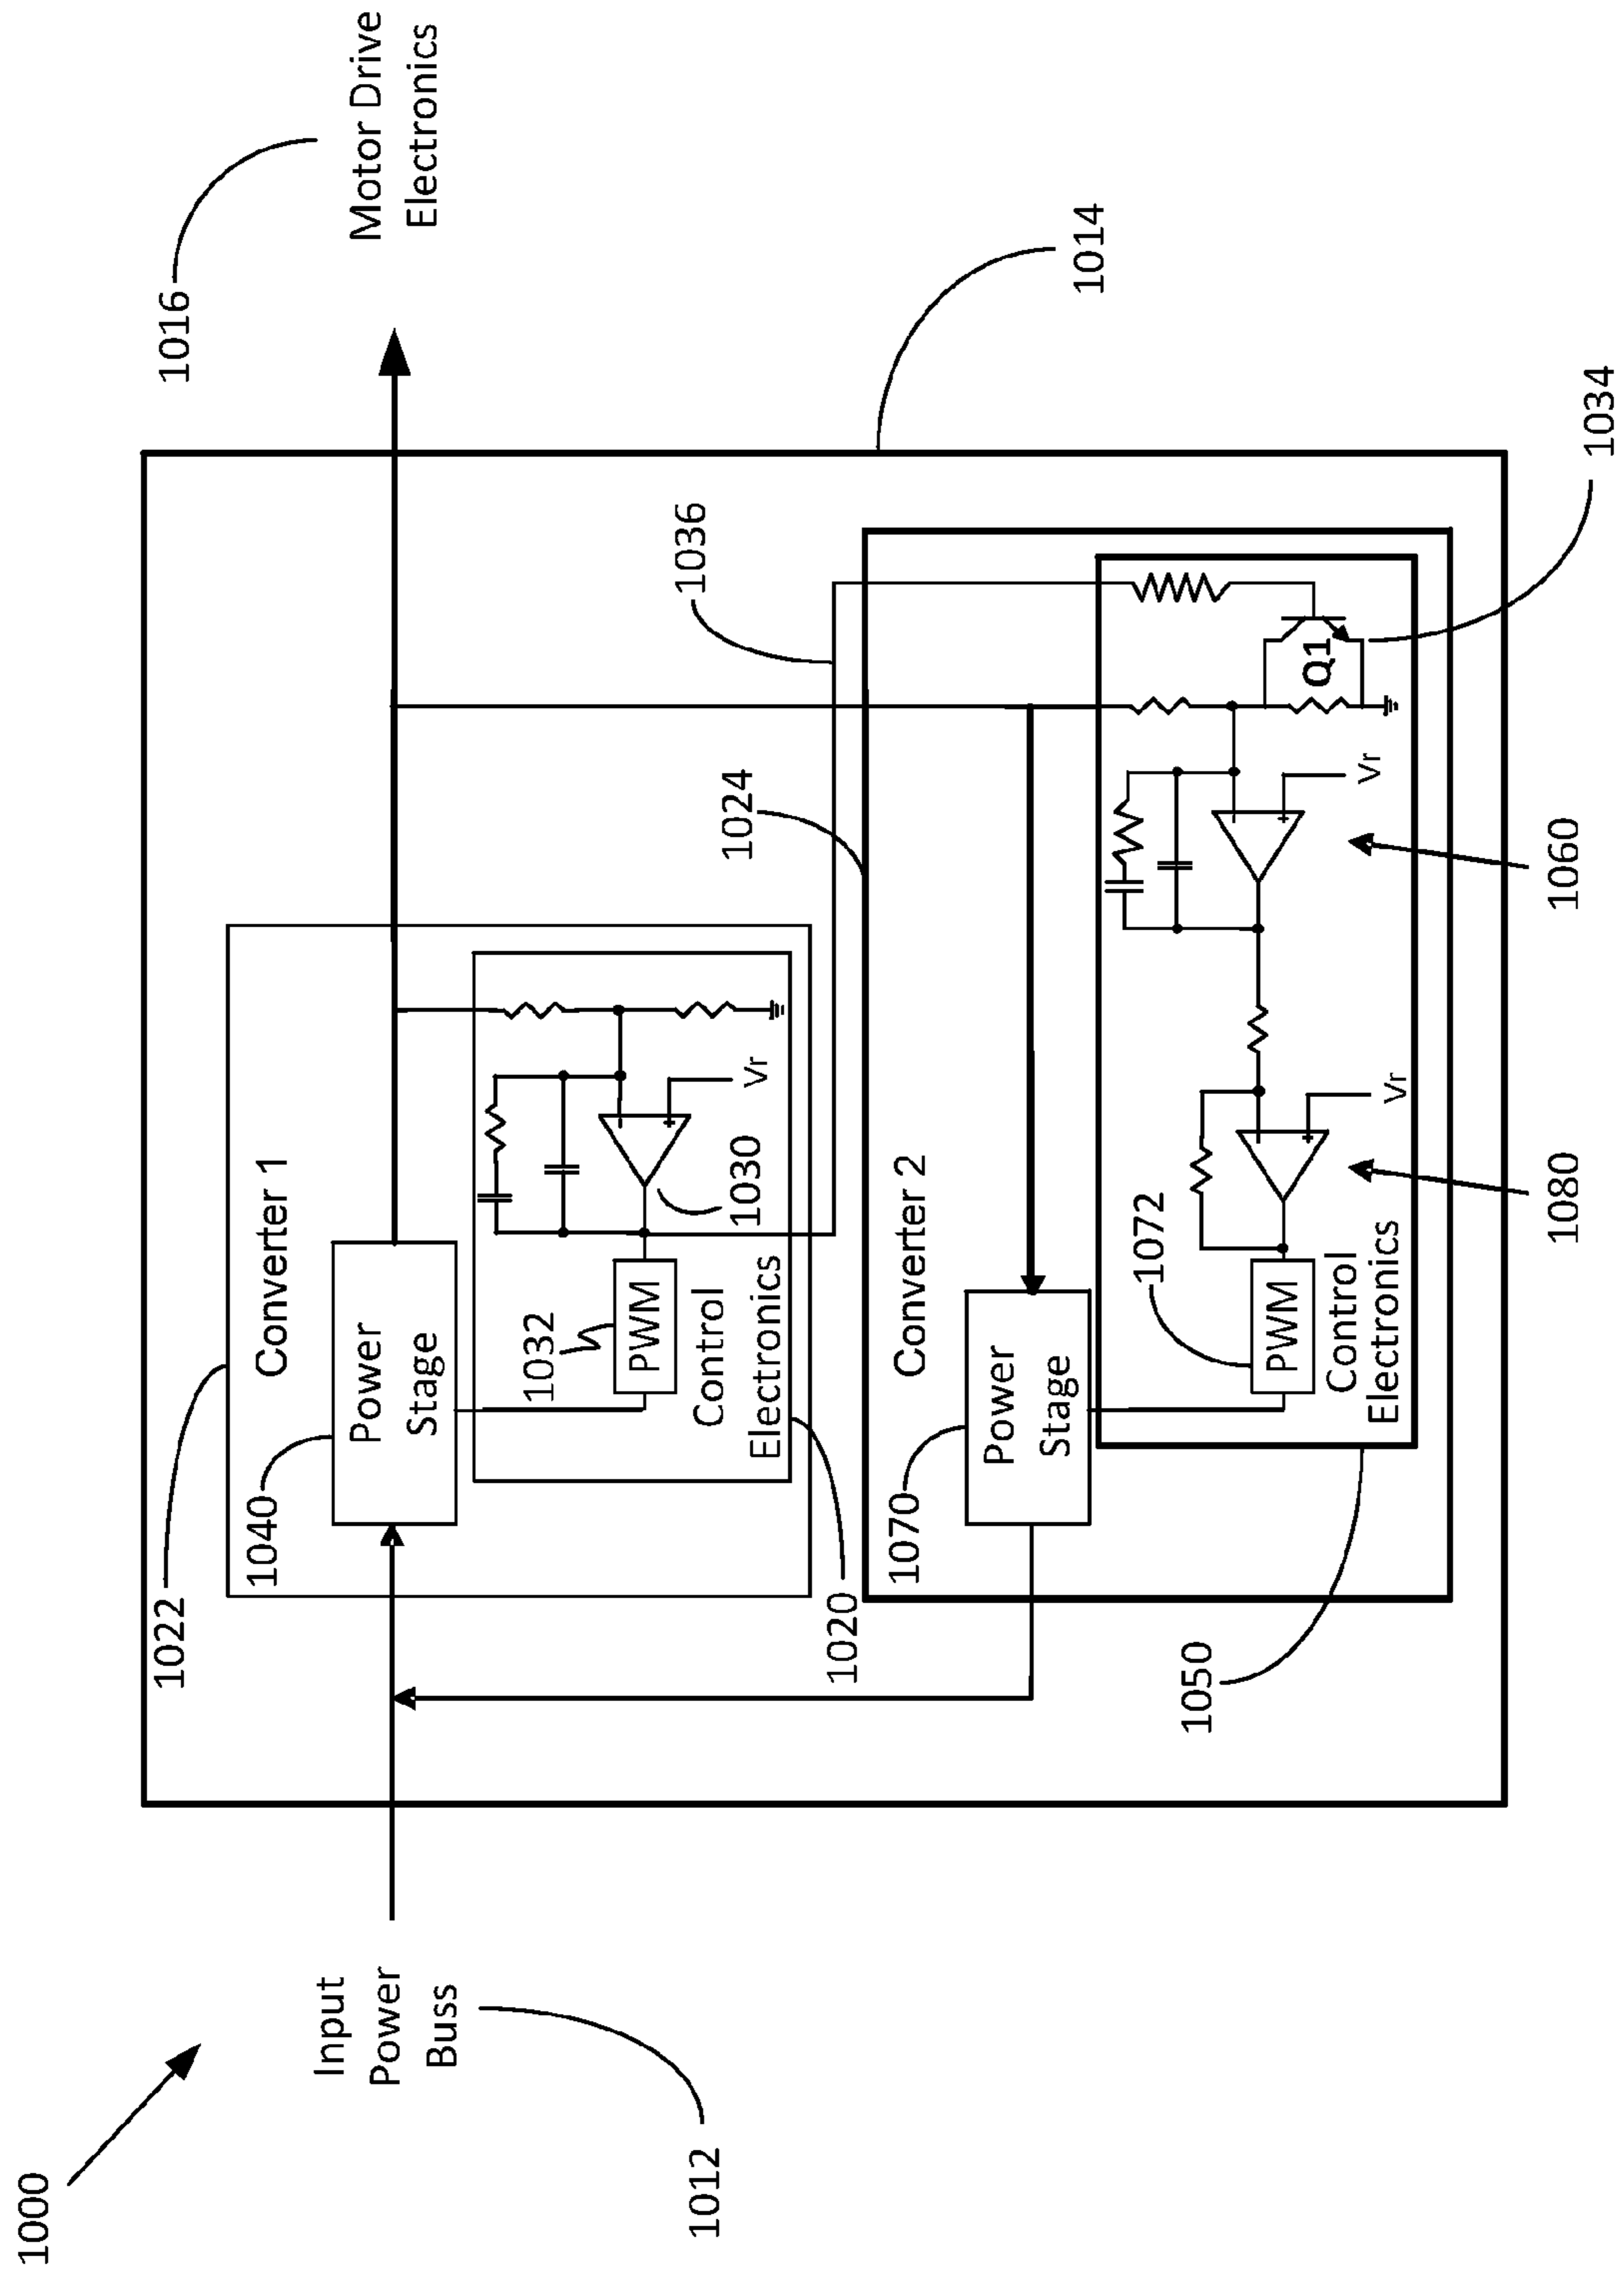 1000
Input
Power
Buss
1012
1022
Converter 1
1040
Power
Stage
1032
PWM
1030
Vr
Control
Electronics
1020
1016
Motor Drive
Electronics
1014
1036
1024
Converter 2
1070
Power
Stage
1072
PWM
Vr
Vr
Q1
Control
Electronics
1050
1080
1060
1034